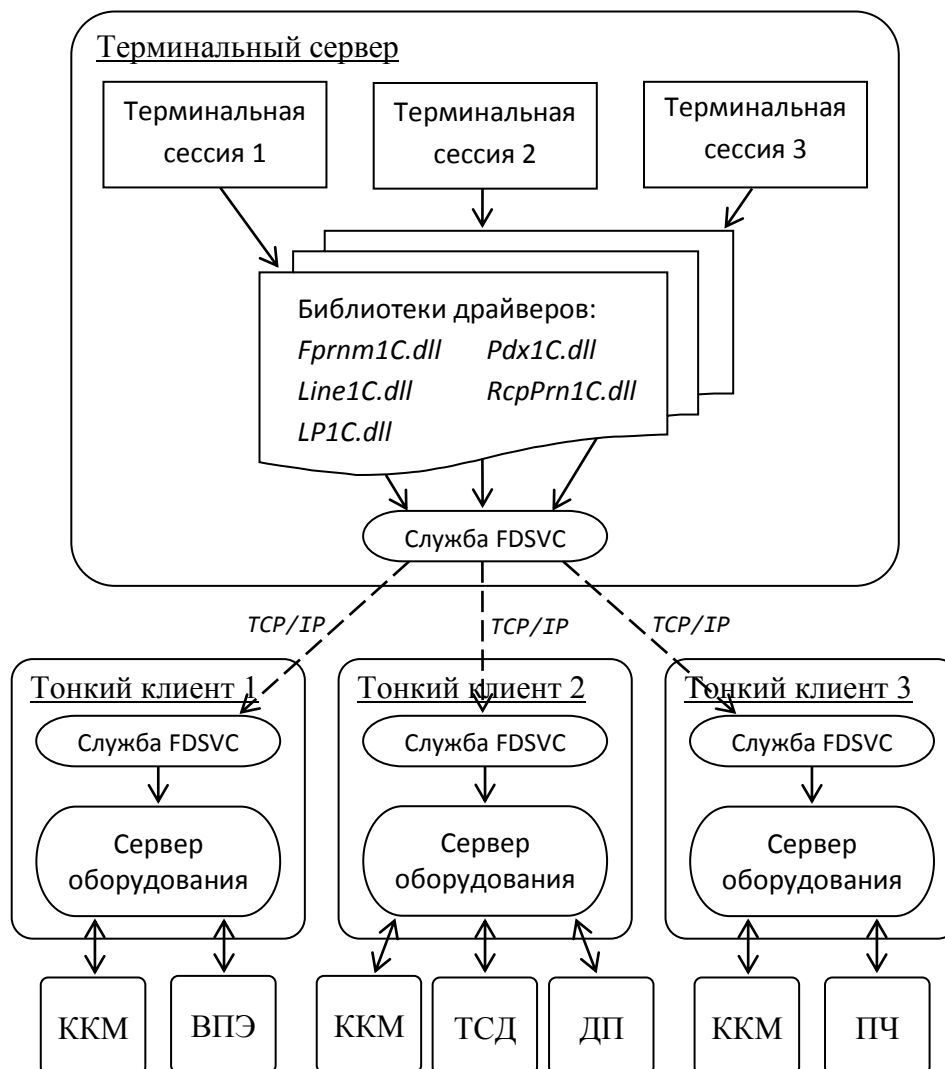 Терминальный сервер
Терминальная
сессия 1
Терминальная
сессия 2
Терминальная
сессия 3
Библиотеки драйверов:
Fprnm1C.dll Pdx1C.dll
Line1C.dll RcpPrn1C.dll
LP1C.dll
Служба FDSVC
TCP/IP
TCP/IP
TCP/IP
Тонкий клиент 1
Служба FDSVC
Сервер
оборудования
ККМ
ВПЭ
Тонкий клиент 2
Служба FDSVC
Сервер
оборудования
ККМ
ТСД
ДП
Тонкий клиент 3
Служба FDSVC
Сервер
оборудования
ККМ
ПЧ